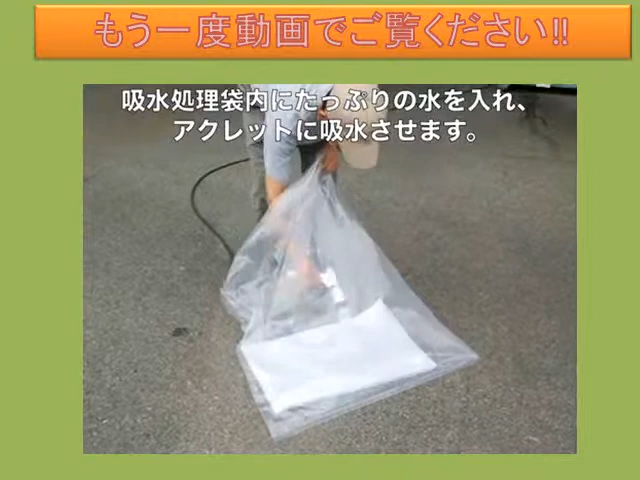 もう一度動画でご覧ください!!
吸水処理袋内にたっぷりの水を入れ、
アクレットに吸水させます。